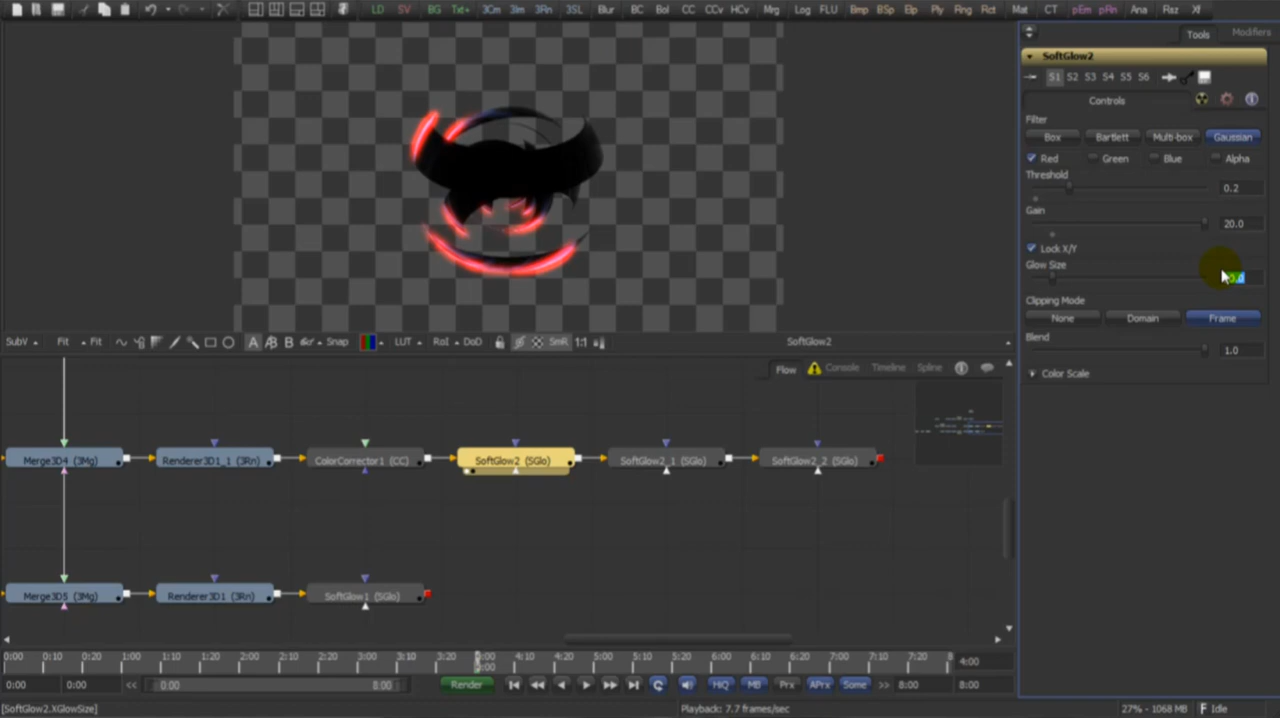 LD SV BG Txt+ 3Cm 3Im 3Rn 3SL Blur BC Bol CC CCv HCv Mrg Log FLU Bmp BSp Elp Ply Rng Rct Mat CT pEm pRn Ana Raz Xf
Tools Modifiers
SoftGlow2
S1 S2 S3 S4 S5 S6
Controls
Filter
Box Bartlett Multi-box Gaussian
Red Green Blue Alpha
Threshold
0.2
Gain
20.0
Lock X/Y
Glow Size
Clipping Mode
None Domain Frame
Blend
1.0
Color Scale
SubV Fit Fit A B Snap LUT RoI DoD SmR 1:1 SoftGlow2
Flow Console Timeline Spline
Merge3D4 (3Mg) Renderer3D1_1 (3Rn) ColorCorrector1 (CC) SoftGlow2 (SGlo) SoftGlow2_1 (SGlo) SoftGlow2_2 (SGlo)
Merge3D5 (3Mg) Renderer3D1 (3Rn) SoftGlow1 (SGlo)
0:00 0:10 0:20 1:00 1:10 1:20 2:00 2:10 2:20 3:00 3:10 3:20 4:10 4:20 5:00 5:10 5:20 6:00 6:10 6:20 7:00 7:10 7:20 8 4:00
0:00 0:00 << 0:00 8:00 Render HiQ MB Prx APrx Some >> 8:00 8:00
[SoftGlow2.XGlowSize] Playback: 7.7 frames/sec 27% - 1068 MB Idle